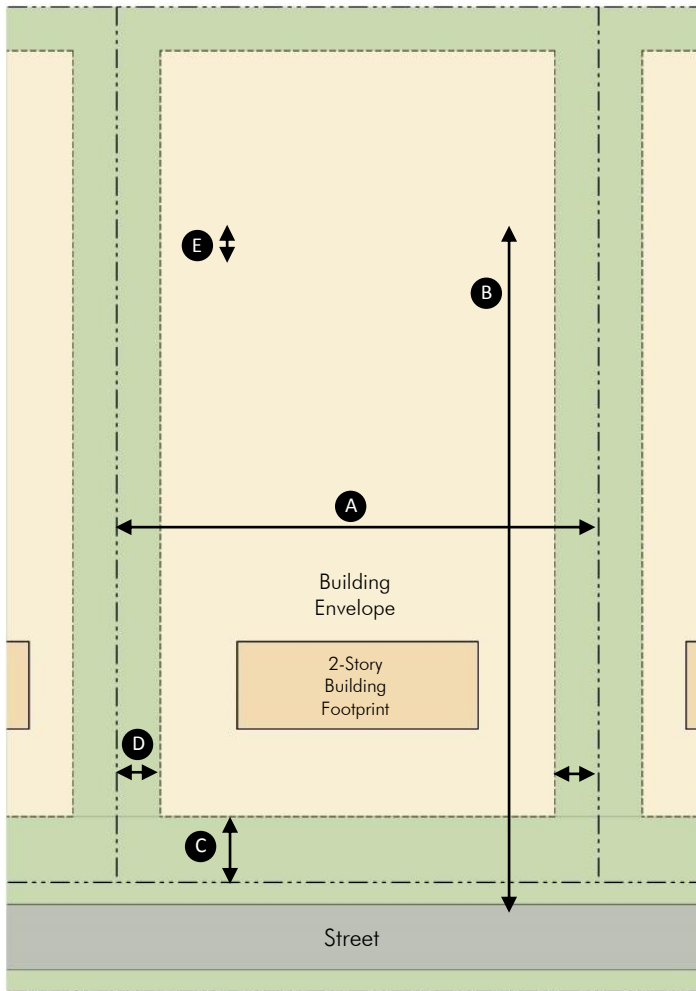 E
B
A
Building
Envelope
2-Story
Building
Footprint
D
C
Street